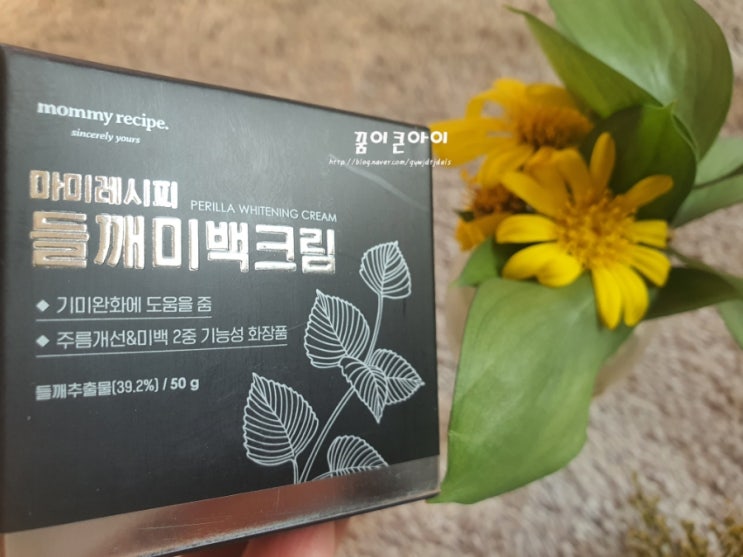 mommy recipe.
sincerely yours
꿈이큰아이
http://blog.naver.com/qywjdtjdals
마미레시피
PERILLA WHITENING CREAM
들깨미백크림
◆ 기미완화에 도움을 줌
◆ 주름개선&미백 2중 기능성 화장품
들깨추출물(39.2%) / 50 g